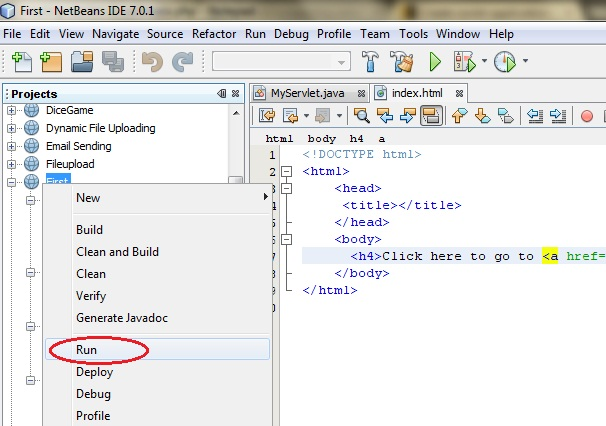 First - NetBeans IDE 7.0.1
File Edit View Navigate Source Refactor Run Debug Profile Team Tools Window Help
Projects
MyServlet.java index.html
DiceGame
Dynamic File Uploading
Email Sending
Fileupload
First
New
Build
Clean and Build
Clean
Verify
Generate Javadoc
Run
Deploy
Debug
Profile
html body h4 a
1 <!DOCTYPE html>
2 <html>
3 <head>
4 <title></title>
5 </head>
6 <body>
7 <h4>Click here to go to <a href=
8 </body>
9 </html>
0